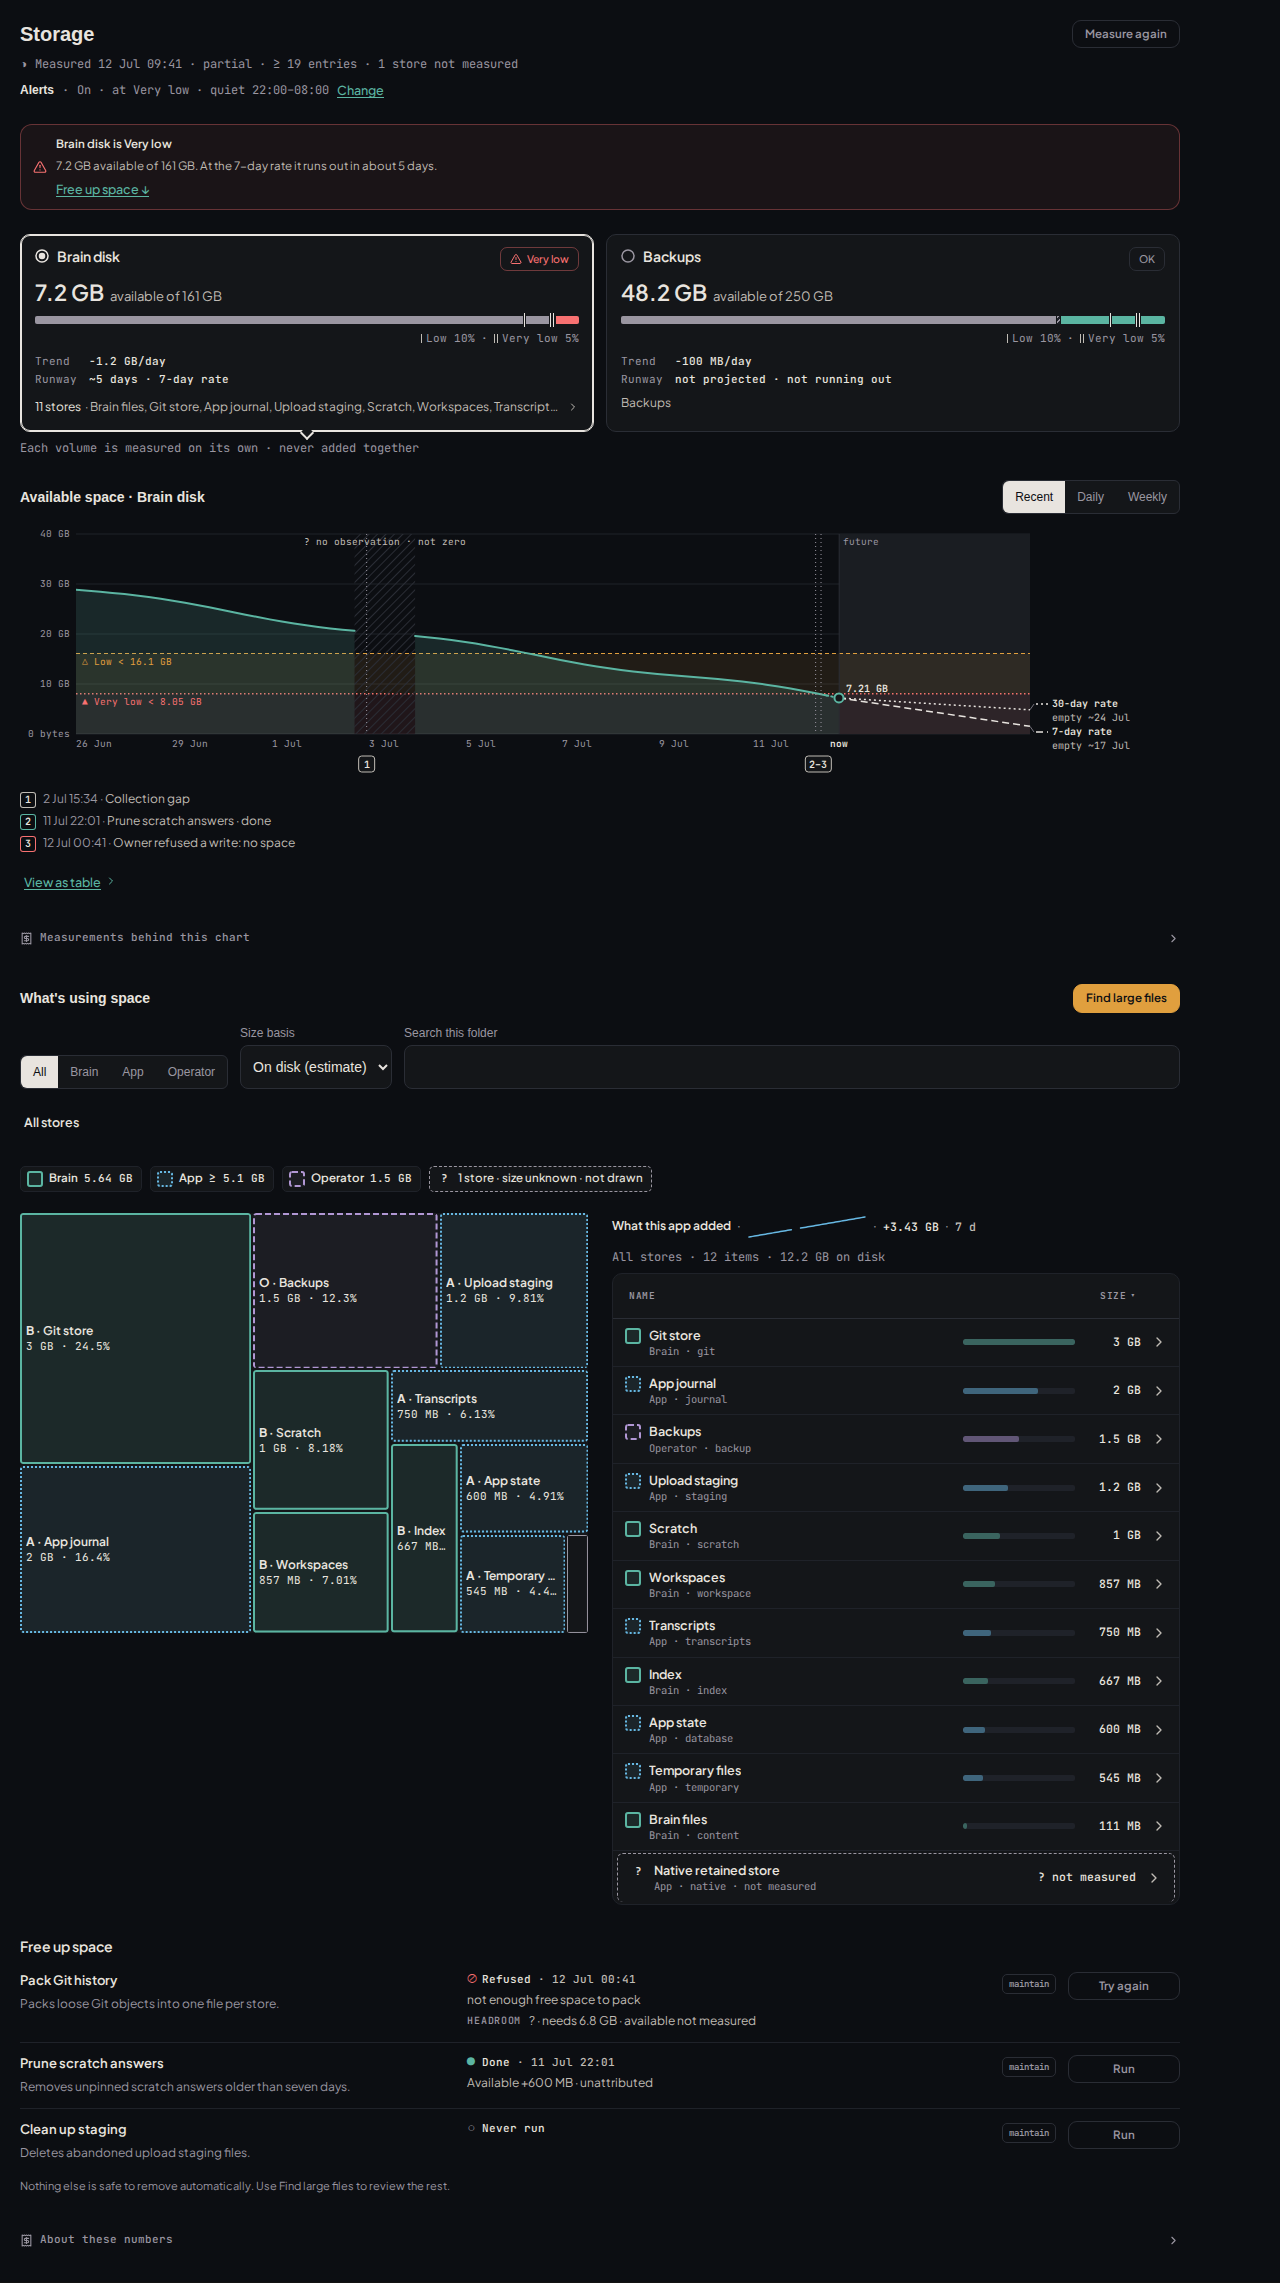 Storage
Measure again
Measured 12 Jul 09:41 · partial · ≥ 19 entries · 1 store not measured
Alerts · On · at Very low · quiet 22:00–08:00 Change
Brain disk is Very low
7.2 GB available of 161 GB. At the 7-day rate it runs out in about 5 days.
Free up space ↓
Brain disk
Very low
7.2 GB available of 161 GB
Low 10% · Very low 5%
Trend -1.2 GB/day
Runway ~5 days · 7-day rate
11 stores · Brain files, Git store, App journal, Upload staging, Scratch, Workspaces, Transcript…
Backups
OK
48.2 GB available of 250 GB
Low 10% · Very low 5%
Trend -100 MB/day
Runway not projected · not running out
Backups
Each volume is measured on its own · never added together
Available space · Brain disk
Recent Daily Weekly
40 GB
30 GB
20 GB
10 GB
0 bytes
? no observation · not zero
future
△ Low < 16.1 GB
▲ Very low < 8.05 GB
7.21 GB
30-day rate
empty ~24 Jul
7-day rate
empty ~17 Jul
26 Jun 29 Jun 1 Jul 3 Jul 5 Jul 7 Jul 9 Jul 11 Jul now
1
2–3
1 2 Jul 15:34 · Collection gap
2 11 Jul 22:01 · Prune scratch answers · done
3 12 Jul 00:41 · Owner refused a write: no space
View as table
Measurements behind this chart
What's using space
Find large files
All Brain App Operator
Size basis
On disk (estimate)
Search this folder
All stores
Brain 5.64 GB
App ≥ 5.1 GB
Operator 1.5 GB
? 1 store · size unknown · not drawn
B · Git store
3 GB · 24.5%
O · Backups
1.5 GB · 12.3%
A · Upload staging
1.2 GB · 9.81%
A · Transcripts
750 MB · 6.13%
B · Scratch
1 GB · 8.18%
A · App state
600 MB · 4.91%
B · Index
667 MB…
A · App journal
2 GB · 16.4%
B · Workspaces
857 MB · 7.01%
A · Temporary …
545 MB · 4.4…
What this app added · · +3.43 GB · 7 d
All stores · 12 items · 12.2 GB on disk
NAME SIZE
Git store
Brain · git
3 GB
App journal
App · journal
2 GB
Backups
Operator · backup
1.5 GB
Upload staging
App · staging
1.2 GB
Scratch
Brain · scratch
1 GB
Workspaces
Brain · workspace
857 MB
Transcripts
App · transcripts
750 MB
Index
Brain · index
667 MB
App state
App · database
600 MB
Temporary files
App · temporary
545 MB
Brain files
Brain · content
111 MB
? Native retained store
App · native · not measured
? not measured
Free up space
Pack Git history
Packs loose Git objects into one file per store.
Refused · 12 Jul 00:41
not enough free space to pack
HEADROOM ? · needs 6.8 GB · available not measured
maintain
Try again
Prune scratch answers
Removes unpinned scratch answers older than seven days.
Done · 11 Jul 22:01
Available +600 MB · unattributed
maintain
Run
Clean up staging
Deletes abandoned upload staging files.
Never run
maintain
Run
Nothing else is safe to remove automatically. Use Find large files to review the rest.
About these numbers